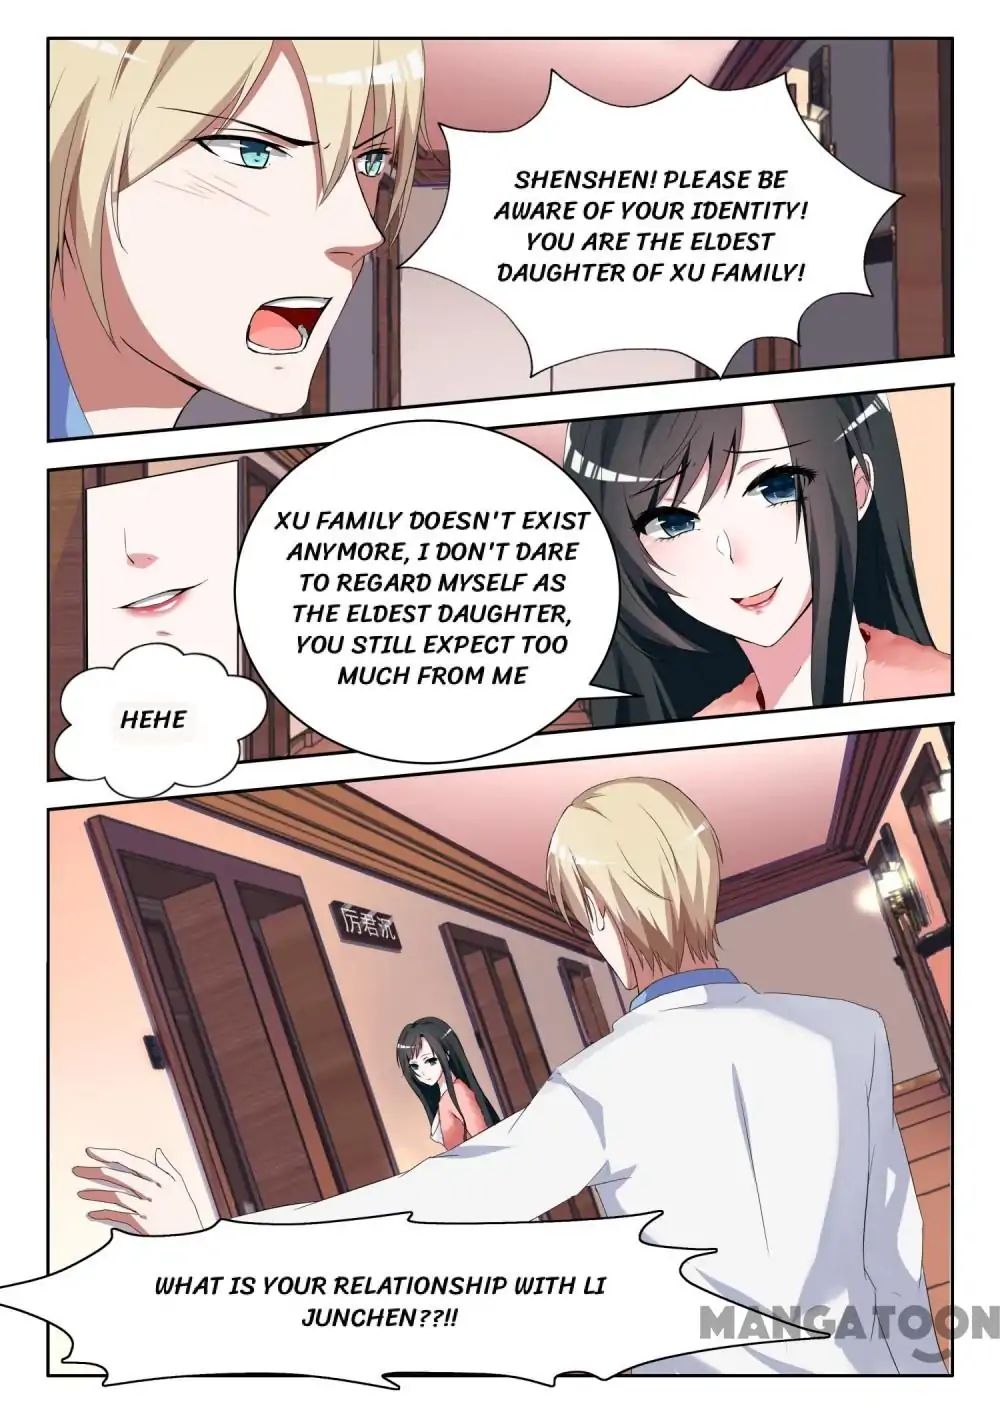 SHENSHEN! PLEASE BE
AWARE OF YOUR IDENTITY!
YOU ARE THE ELDEST
DAUGHTER OF XU FAMILY!
HEHE
XU FAMILY DOESN'T EXIST
ANYMORE, I DON'T DARE
TO REGARD MYSELF AS
THE ELDEST DAUGHTER,
YOU STILL EXPECT TOO
MUCH FROM ME
厉君沉
WHAT IS YOUR RELATIONSHIP WITH LI
JUNCHEN??!!
MANGATOON